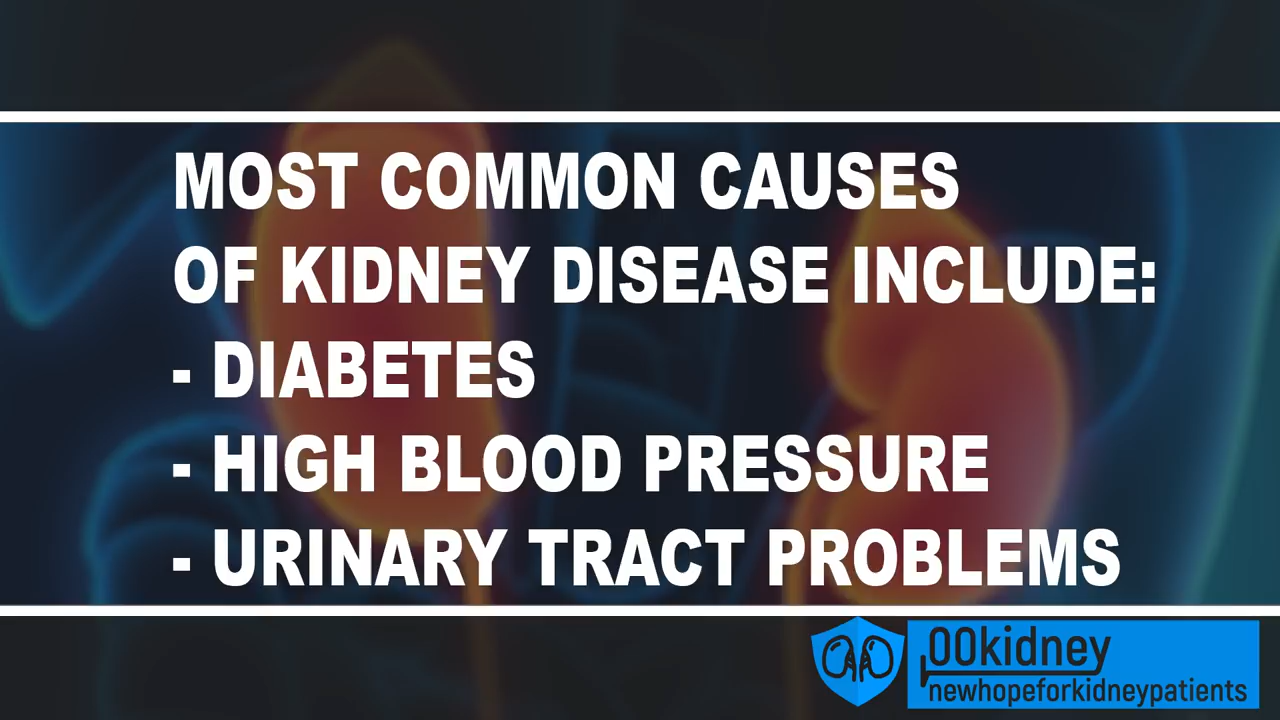 MOST COMMON CAUSES
OF KIDNEY DISEASE INCLUDE:
- DIABETES
- HIGH BLOOD PRESSURE
- URINARY TRACT PROBLEMS
00kidney
newhopeforkidneypatients